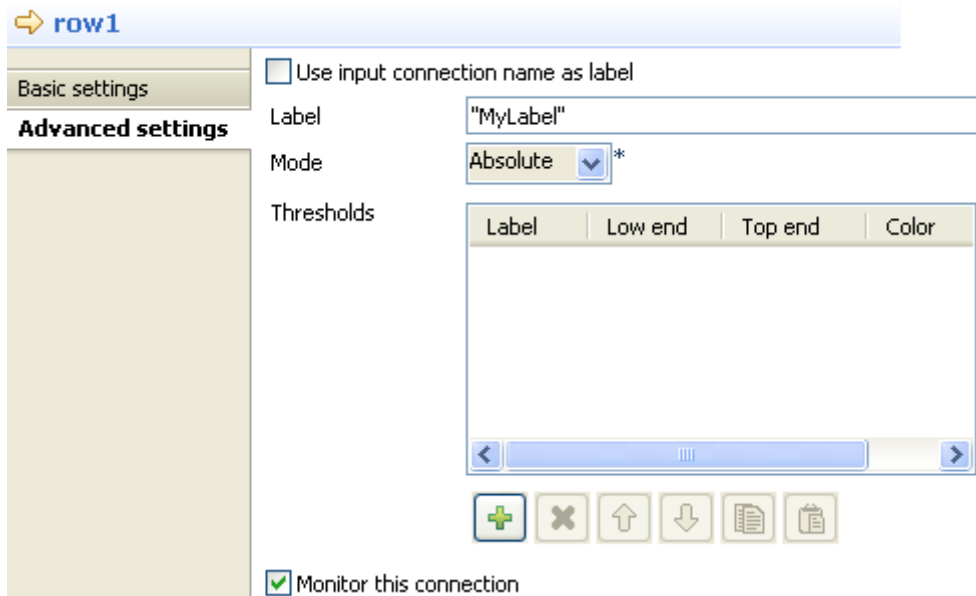 row1
Basic settings
Advanced settings
Use input connection name as label
Label "MyLabel"
Mode Absolute *
Thresholds
Label Low end Top end Color
Monitor this connection